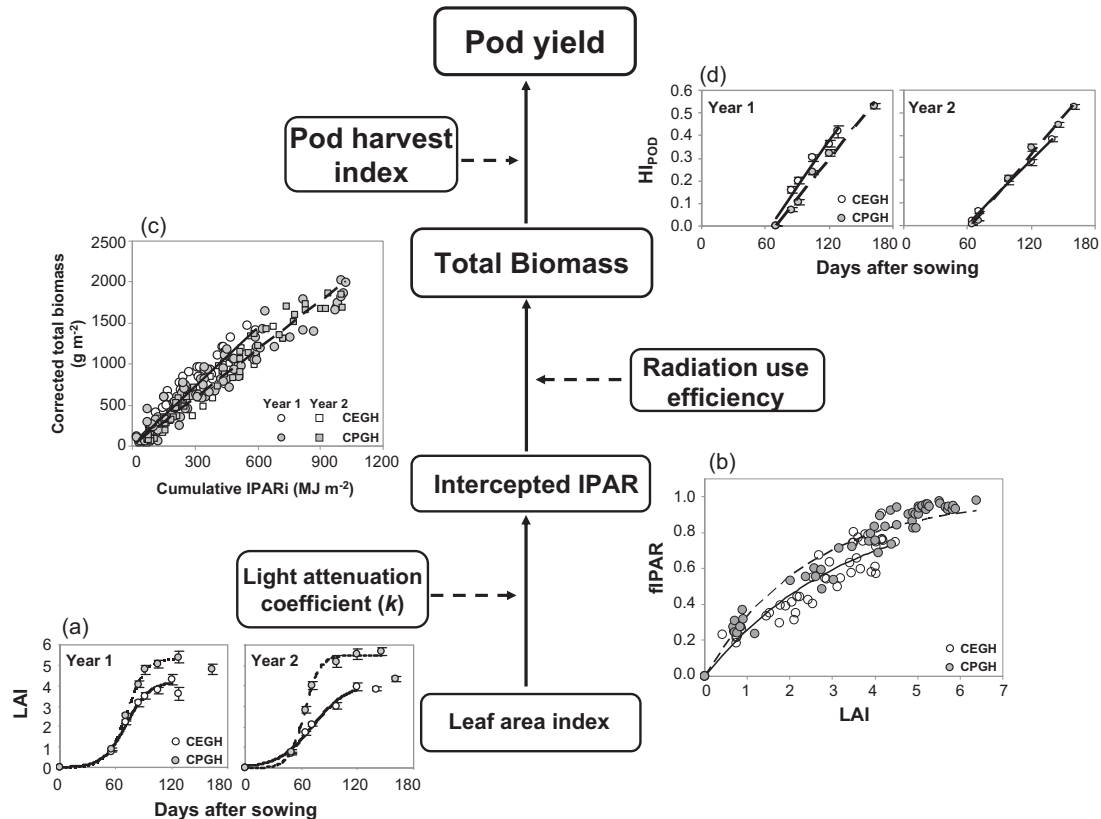 Pod yield
Pod harvest
index
Total Biomass
Radiation use
efficiency
Intercepted IPAR
Light attenuation
coefficient (k)
Leaf area index
(d)
Year 1
Year 2
HIPOD
0.6
0.5
0.4
0.3
0.2
0.1
0.0
CEGH
CPGH
CEGH
CPGH
0 60 120 180
0 60 120 180
Days after sowing
(c)
Corrected total biomass
(g m-2)
2500
2000
1500
1000
500
0
Year 1 Year 2
CEGH
CPGH
0 300 600 900 1200
Cumulative IPARi (MJ m-2)
(b)
fIPAR
1.0
0.8
0.6
0.4
0.2
0.0
CEGH
CPGH
0 1 2 3 4 5 6 7
LAI
(a)
Year 1
Year 2
LAI
6
5
4
3
2
1
0
CEGH
CPGH
CEGH
CPGH
0 60 120 180
0 60 120 180
Days after sowing